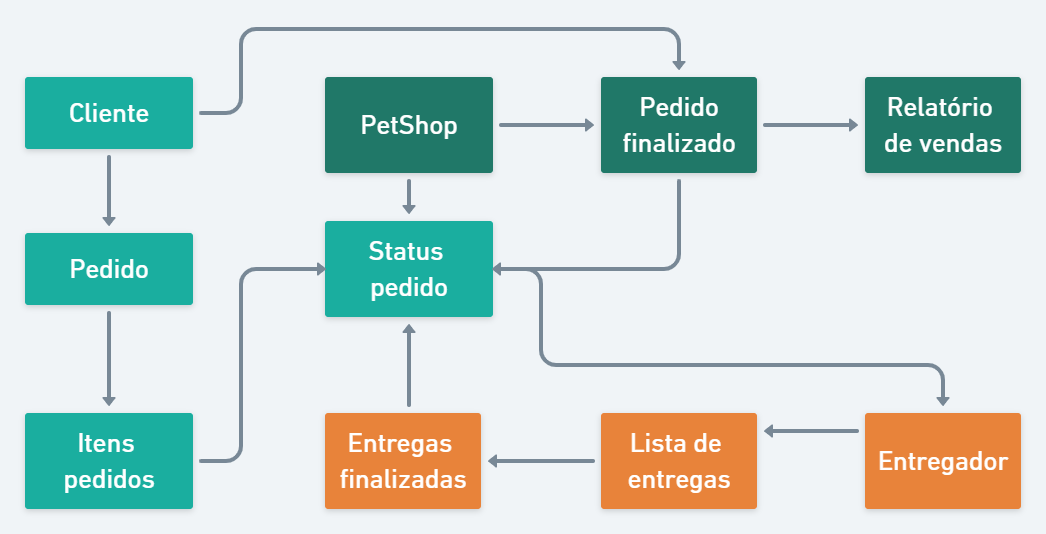 Cliente
PetShop
Pedido
finalizado
Relatório
de vendas
Pedido
Status
pedido
Itens
pedidos
Entregas
finalizadas
Lista de
entregas
Entregador